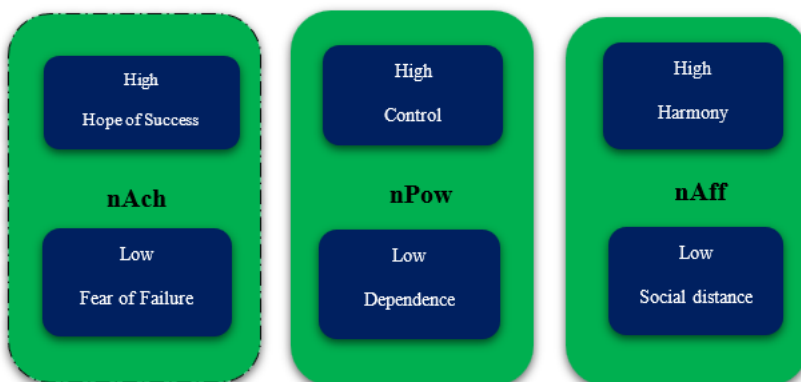 High
Hope of Success
nAch
Low
Fear of Failure
High
Control
nPow
Low
Dependence
High
Harmony
nAff
Low
Social distance